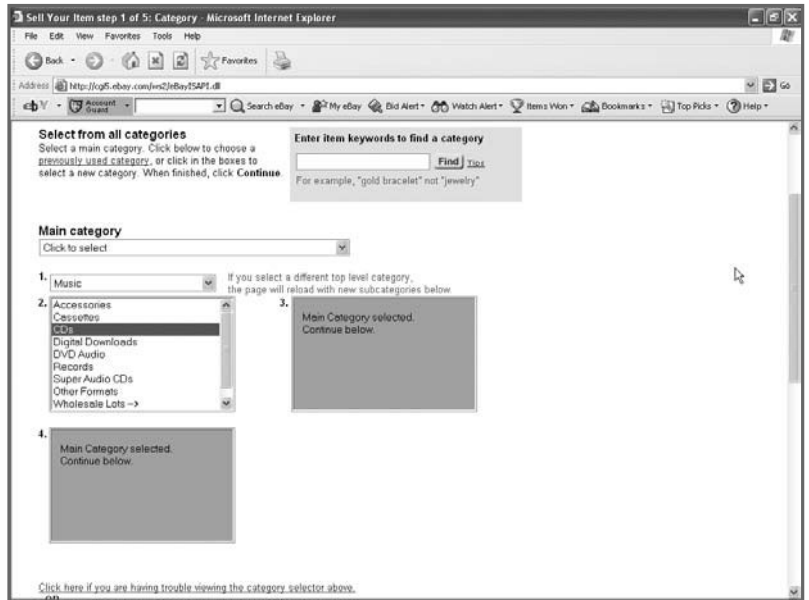 Sell Your Item step 1 of 5: Category - Microsoft Internet Explorer
File Edit View Favorites Tools Help
Back Favorites
Address http://cgi5.ebay.com/ws2/eBayISAPI.dll Go
ebY Account Guard Search eBay My eBay Bid Alert Watch Alert Items Won Bookmarks Top Picks Help
Select from all categories
Select a main category. Click below to choose a
previously used category, or click in the boxes to
select a new category. When finished, click Continue.
Enter item keywords to find a category
Find Tips
For example, "gold bracelet" not "jewelry"
Main category
Click to select
1. Music
If you select a different top level category,
the page will reload with new subcategories below.
2. Accessories
Cassettes
CDs
Digital Downloads
DVD Audio
Records
Super Audio CDs
Other Formats
Wholesale Lots ->
3. Main Category selected.
Continue below.
4. Main Category selected.
Continue below.
Click here if you are having trouble viewing the category selector above.
OR